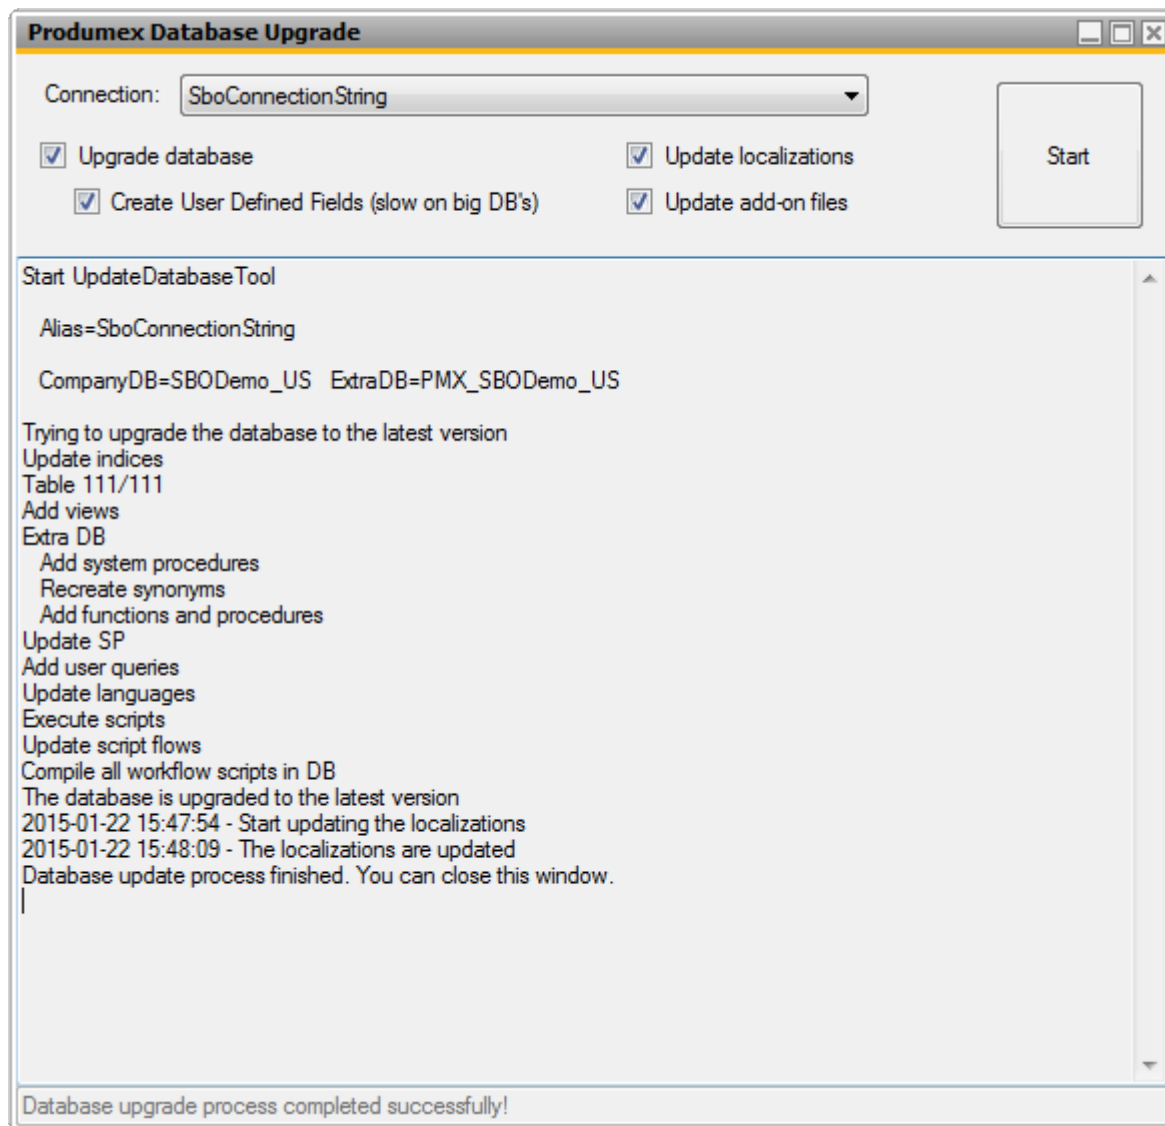 Produmex Database Upgrade
Connection: SboConnectionString
Upgrade database Update localizations Start
Create User Defined Fields (slow on big DB's) Update add-on files
Start UpdateDatabaseTool
Alias=SboConnectionString
CompanyDB=SBODemo_US ExtraDB=PMX_SBODemo_US
Trying to upgrade the database to the latest version
Update indices
Table 111/111
Add views
Extra DB
Add system procedures
Recreate synonyms
Add functions and procedures
Update SP
Add user queries
Update languages
Execute scripts
Update script flows
Compile all workflow scripts in DB
The database is upgraded to the latest version
2015-01-22 15:47:54 - Start updating the localizations
2015-01-22 15:48:09 - The localizations are updated
Database update process finished. You can close this window.
Database upgrade process completed successfully!